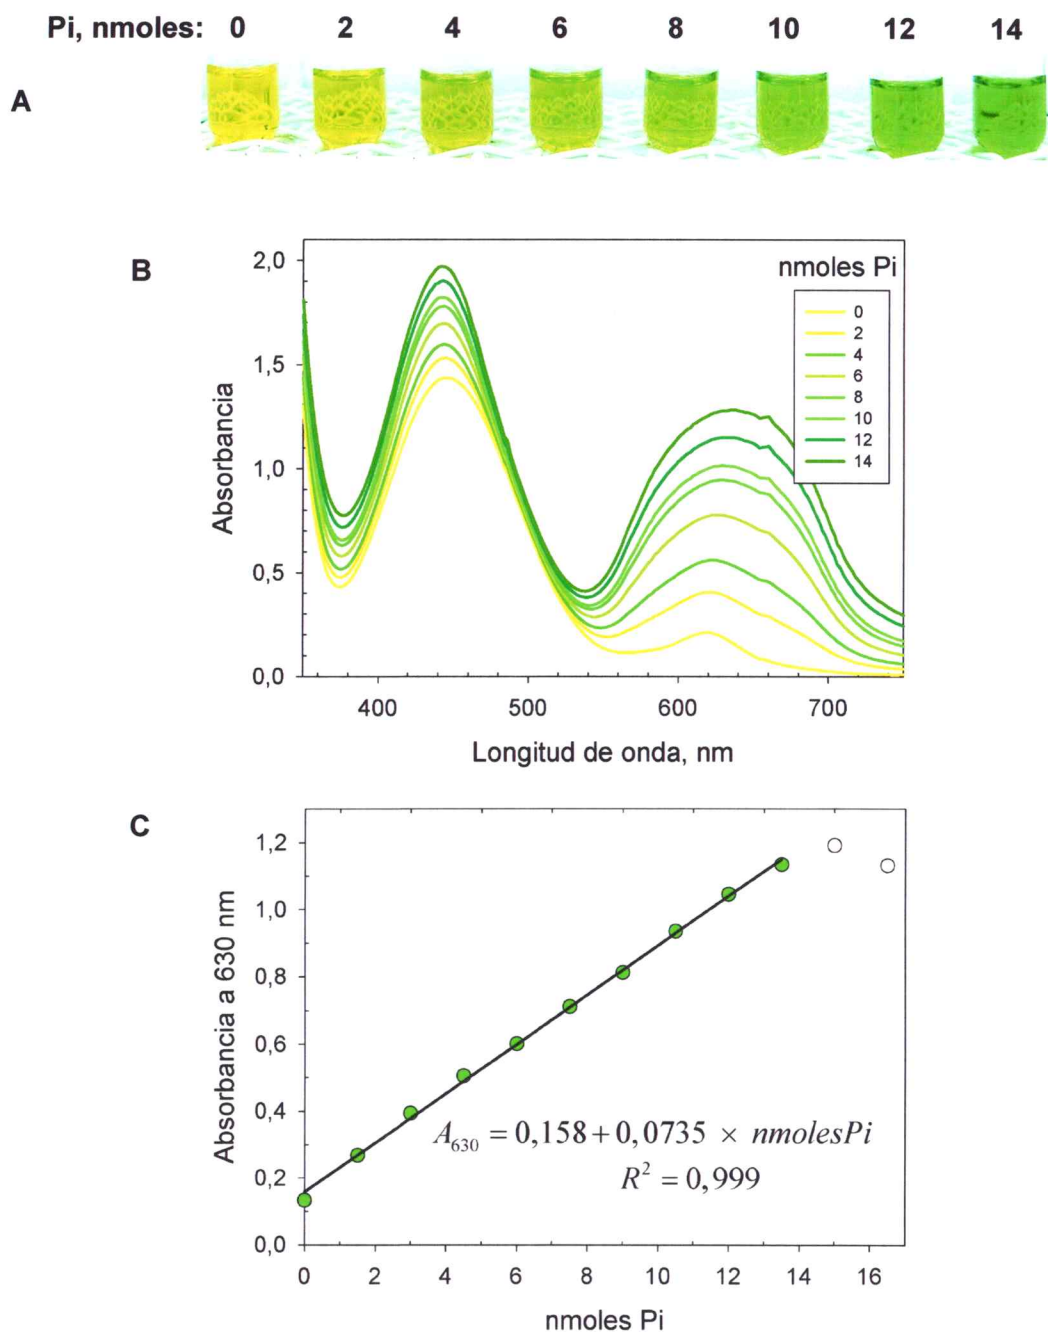 Pi, nmoles: 0 2 4 6 8 10 12 14
A
B
nmoles Pi
0
2
4
6
8
10
12
14
2,0
1,5
1,0
0,5
0,0
Absorbancia
400 500 600 700
Longitud de onda, nm
C
1,2
1,0
0,8
0,6
0,4
0,2
0,0
Absorbancia a 630 nm
A₆₃₀ = 0,158 + 0,0735 × nmolesPi
R² = 0,999
0 2 4 6 8 10 12 14 16
nmoles Pi